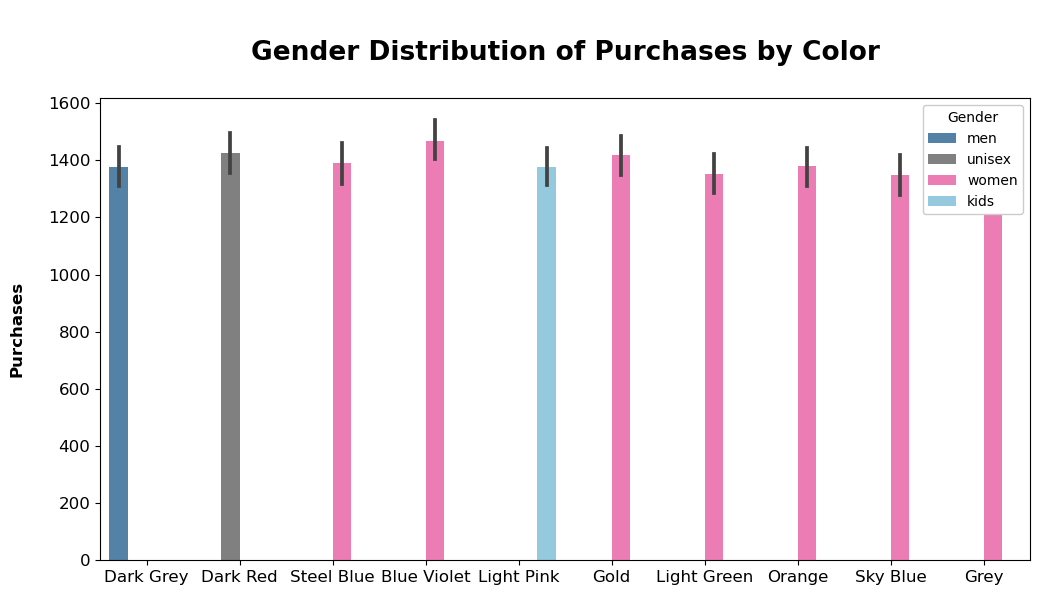 Gender Distribution of Purchases by Color
Purchases
1600
1400
1200
1000
800
600
400
200
0
Gender
men
unisex
women
kids
Dark Grey Dark Red Steel Blue Blue Violet Light Pink Gold Light Green Orange Sky Blue Grey